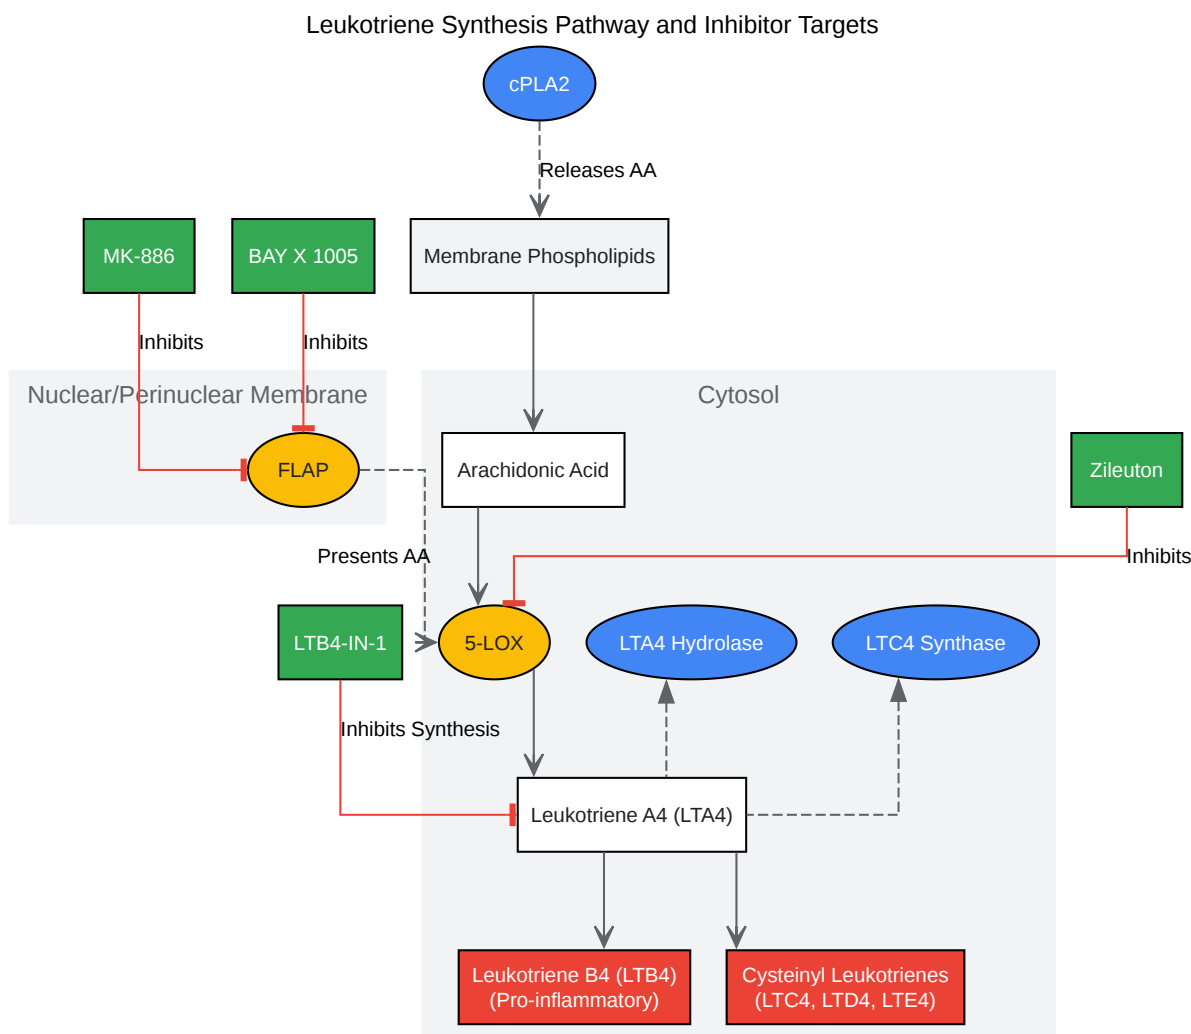 Leukotriene Synthesis Pathway and Inhibitor Targets
cPLA2
Releases AA
MK-886
BAY X 1005
Membrane Phospholipids
Inhibits
Inhibits
Nuclear/Perinuclear Membrane
Cytosol
FLAP
Arachidonic Acid
Zileuton
Presents AA
Inhibits
LTB4-IN-1
5-LOX
LTA4 Hydrolase
LTC4 Synthase
Inhibits Synthesis
Leukotriene A4 (LTA4)
Leukotriene B4 (LTB4)
(Pro-inflammatory)
Cysteinyl Leukotrienes
(LTC4, LTD4, LTE4)